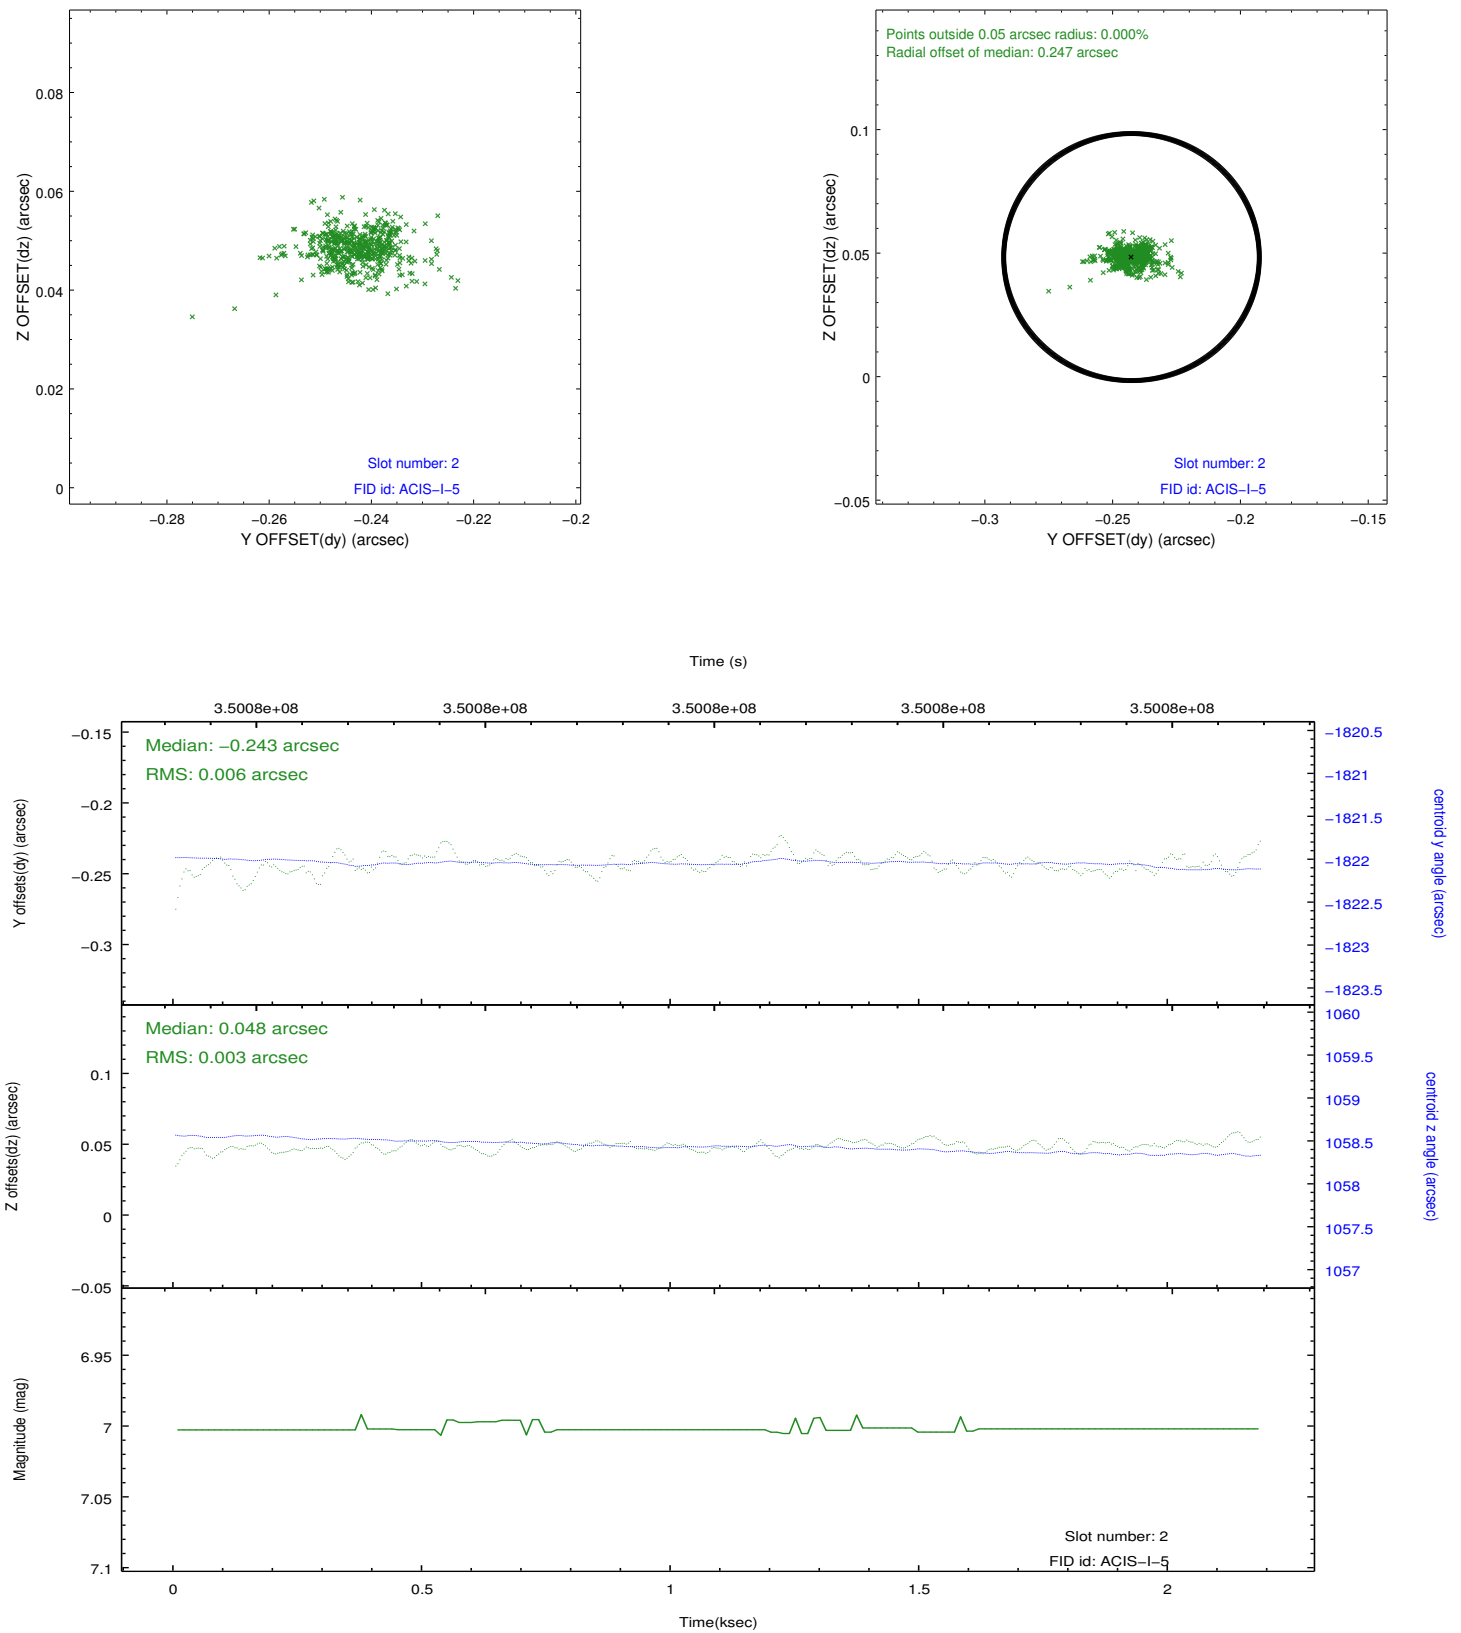 0.08
0.06
0.04
0.02
0
Z OFFSET(dz) (arcsec)
Slot number: 2
FID id: ACIS−I−5
−0.28 −0.26 −0.24 −0.22 −0.2
Y OFFSET(dy) (arcsec)
Points outside 0.05 arcsec radius: 0.000%
Radial offset of median: 0.247 arcsec
0.1
0.05
0
−0.05
Z OFFSET(dz) (arcsec)
Slot number: 2
FID id: ACIS−I−5
−0.3 −0.25 −0.2 −0.15
Y OFFSET(dy) (arcsec)
Time (s)
3.5008e+08 3.5008e+08 3.5008e+08 3.5008e+08 3.5008e+08
Median: −0.243 arcsec
RMS: 0.006 arcsec
−0.15
−0.2
−0.25
−0.3
Y offsets(dy) (arcsec)
−1820.5
−1821
−1821.5
−1822
−1822.5
−1823
−1823.5
centroid y angle (arcsec)
Median: 0.048 arcsec
RMS: 0.003 arcsec
0.1
0.05
0
−0.05
Z offsets(dz) (arcsec)
1060
1059.5
1059
1058.5
1058
1057.5
1057
centroid z angle (arcsec)
6.95
7
7.05
7.1
Magnitude (mag)
Slot number: 2
FID id: ACIS−I−5
0 0.5 1 1.5 2
Time(ksec)